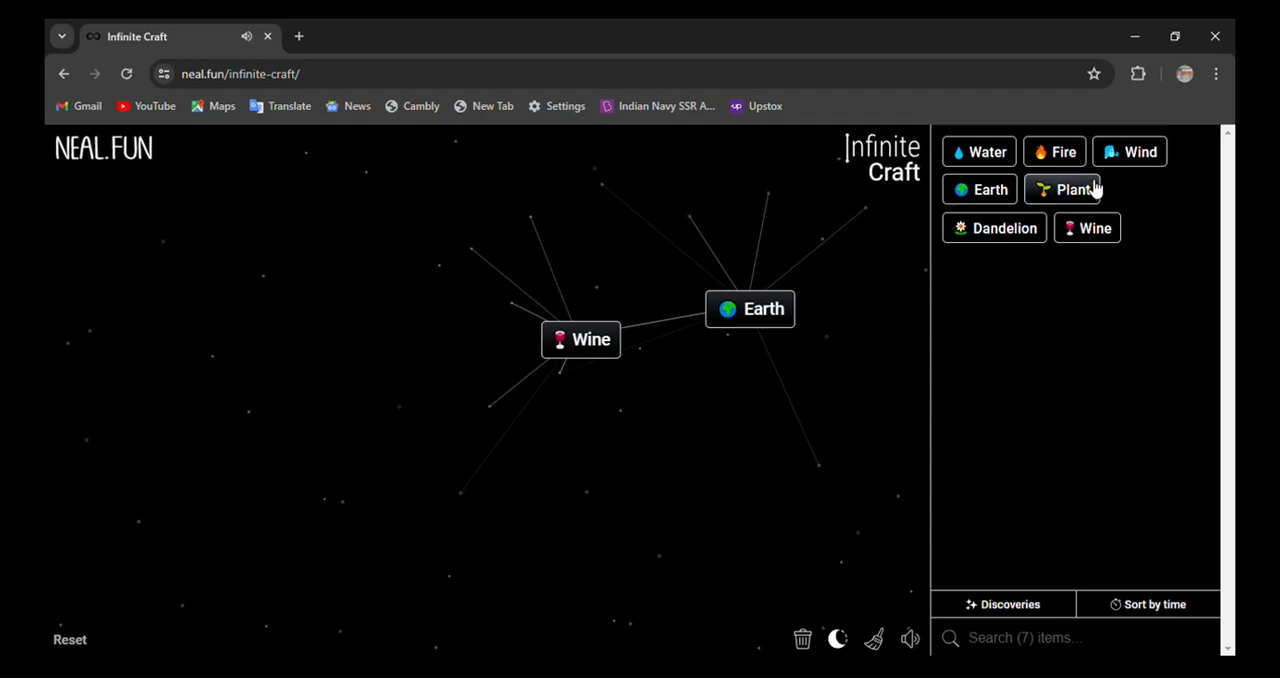 Infinite Craft
neal.fun/infinite-craft/
Gmail YouTube Maps Translate News Cambly New Tab Settings Indian Navy SSR A... Upstox
NEAL.FUN
Infinite
Craft
Water Fire Wind
Earth Plant
Dandelion Wine
Earth
Wine
Discoveries Sort by time
Reset
Search (7) items...